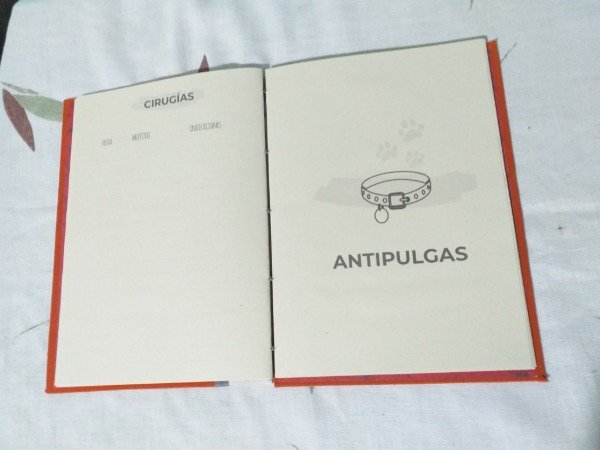 CIRUGÍAS
FECHA MOTIVO INDICACIONES
ANTIPULGAS